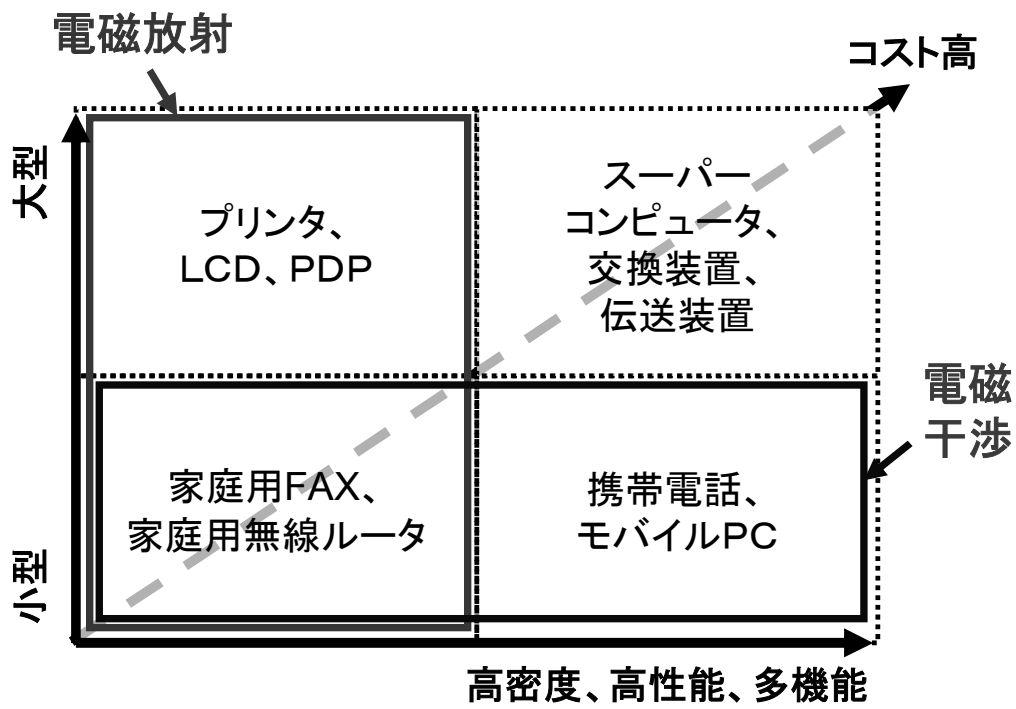 電磁放射
コスト高
大型
プリンタ、
LCD、PDP
スーパー
コンピュータ、
交換装置、
伝送装置
電磁
干渉
家庭用FAX、
家庭用無線ルータ
携帯電話、
モバイルPC
小型
高密度、高性能、多機能